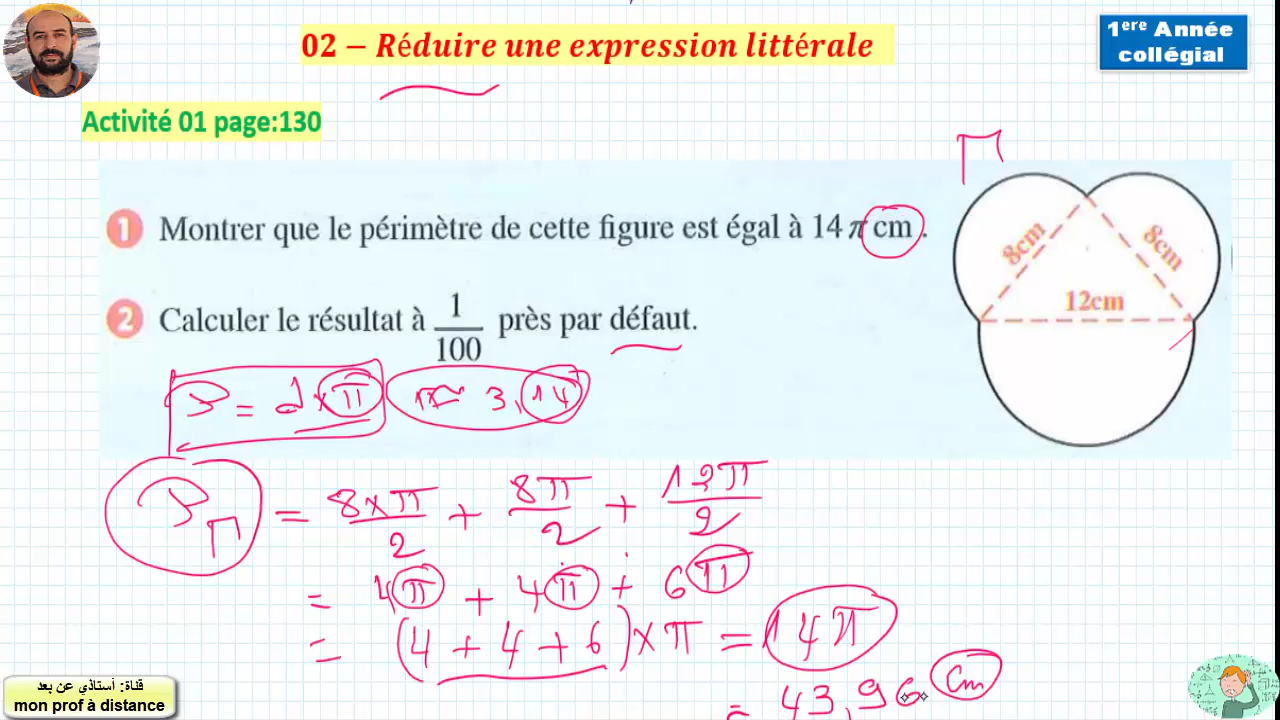 02 – Réduire une expression littérale
1ere Année
collégial
Activité 01 page:130
1 Montrer que le périmètre de cette figure est égal à 14 π cm .
2 Calculer le résultat à 1/100 près par défaut.
8cm
8cm
12cm
P = d × π π ≈ 3,14
P = 8×π/2 + 8π/2 + 12π/2
= 4π + 4π + 6π
= (4 + 4 + 6) × π = 14π
= 43,96 cm
قناة: أستاذي عن بعد
mon prof à distance